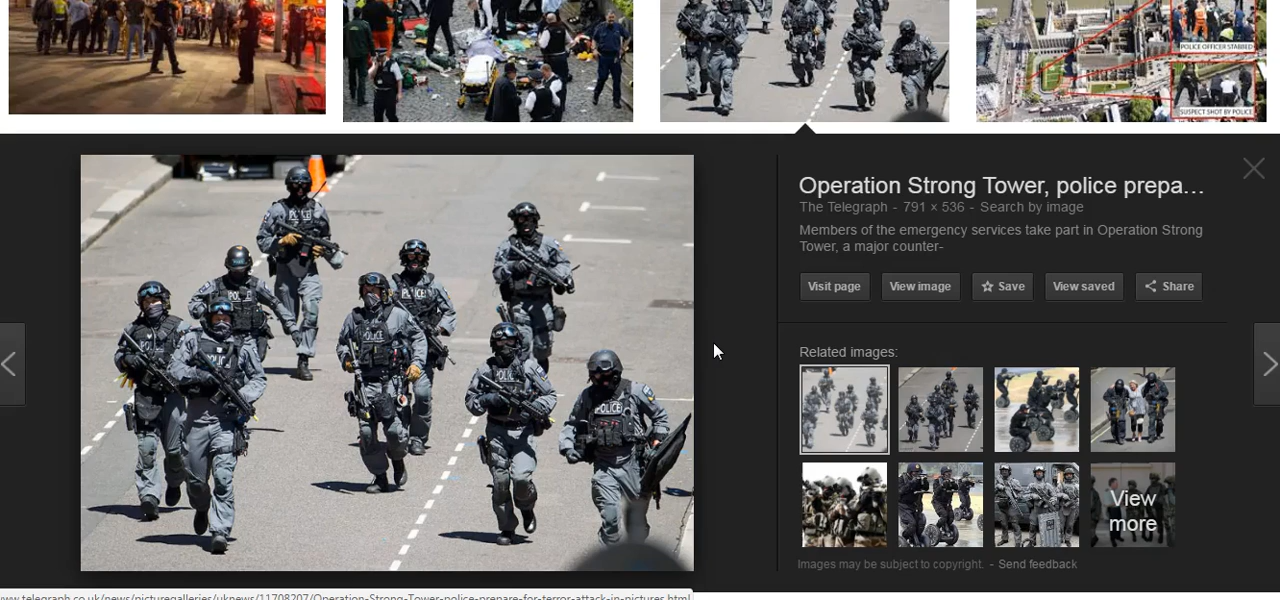 POLICE OFFICER STABBED
SUSPECT SHOT BY POLICE
Operation Strong Tower, police prepa...
The Telegraph - 791 × 536 - Search by image
Members of the emergency services take part in Operation Strong
Tower, a major counter-
Visit page
View image
Save
View saved
Share
POLICE
POLICE
POLICE
POLICE
POLICE
Related images:
View
more
Images may be subject to copyright. - Send feedback
www.telegraph.co.uk/news/picturegalleries/uknews/11708207/Operation-Strong-Tower-police-prepare-for-terror-attack-in-pictures.html